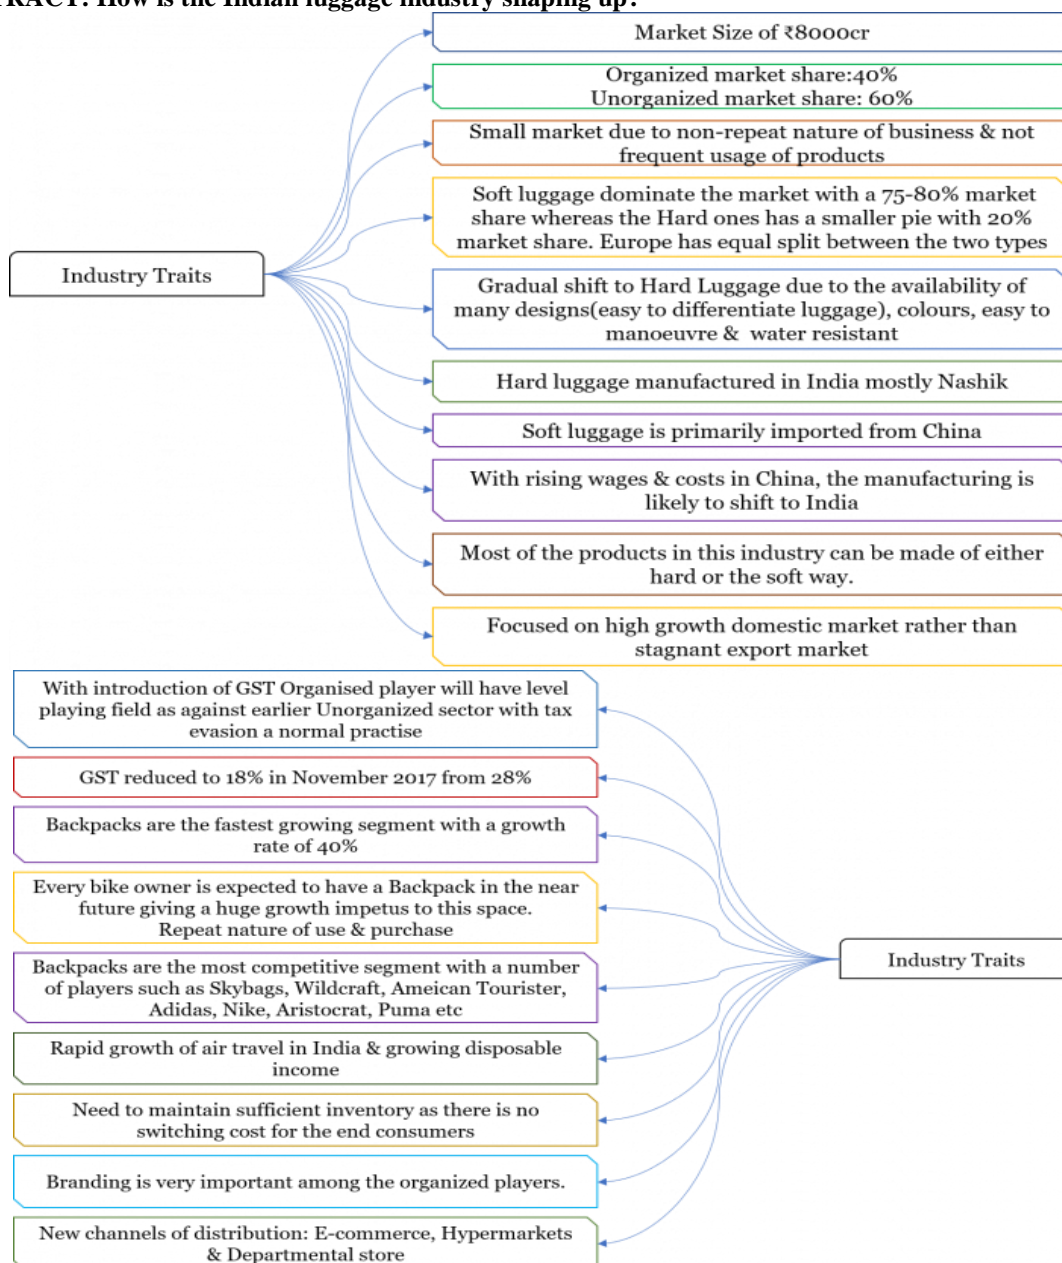 TRACT: How is the Indian luggage industry shaping up?
Market Size of ₹8000cr
Organized market share:40%
Unorganized market share: 60%
Small market due to non-repeat nature of business & not
frequent usage of products
Soft luggage dominate the market with a 75-80% market
share whereas the Hard ones has a smaller pie with 20%
market share. Europe has equal split between the two types
Industry Traits
Gradual shift to Hard Luggage due to the availability of
many designs(easy to differentiate luggage), colours, easy to
manoeuvre & water resistant
Hard luggage manufactured in India mostly Nashik
Soft luggage is primarily imported from China
With rising wages & costs in China, the manufacturing is
likely to shift to India
Most of the products in this industry can be made of either
hard or the soft way.
Focused on high growth domestic market rather than
stagnant export market
With introduction of GST Organised player will have level
playing field as against earlier Unorganized sector with tax
evasion a normal practise
GST reduced to 18% in November 2017 from 28%
Backpacks are the fastest growing segment with a growth
rate of 40%
Every bike owner is expected to have a Backpack in the near
future giving a huge growth impetus to this space.
Repeat nature of use & purchase
Backpacks are the most competitive segment with a number
of players such as Skybags, Wildcraft, Ameican Tourister,
Adidas, Nike, Aristocrat, Puma etc
Industry Traits
Rapid growth of air travel in India & growing disposable
income
Need to maintain sufficient inventory as there is no
switching cost for the end consumers
Branding is very important among the organized players.
New channels of distribution: E-commerce, Hypermarkets
& Departmental store